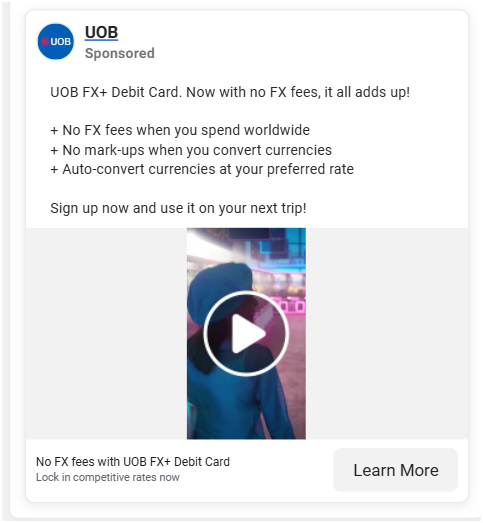 UOB
UOB
Sponsored
UOB FX+ Debit Card. Now with no FX fees, it all adds up!
+ No FX fees when you spend worldwide
+ No mark-ups when you convert currencies
+ Auto-convert currencies at your preferred rate
Sign up now and use it on your next trip!
No FX fees with UOB FX+ Debit Card
Lock in competitive rates now
Learn More